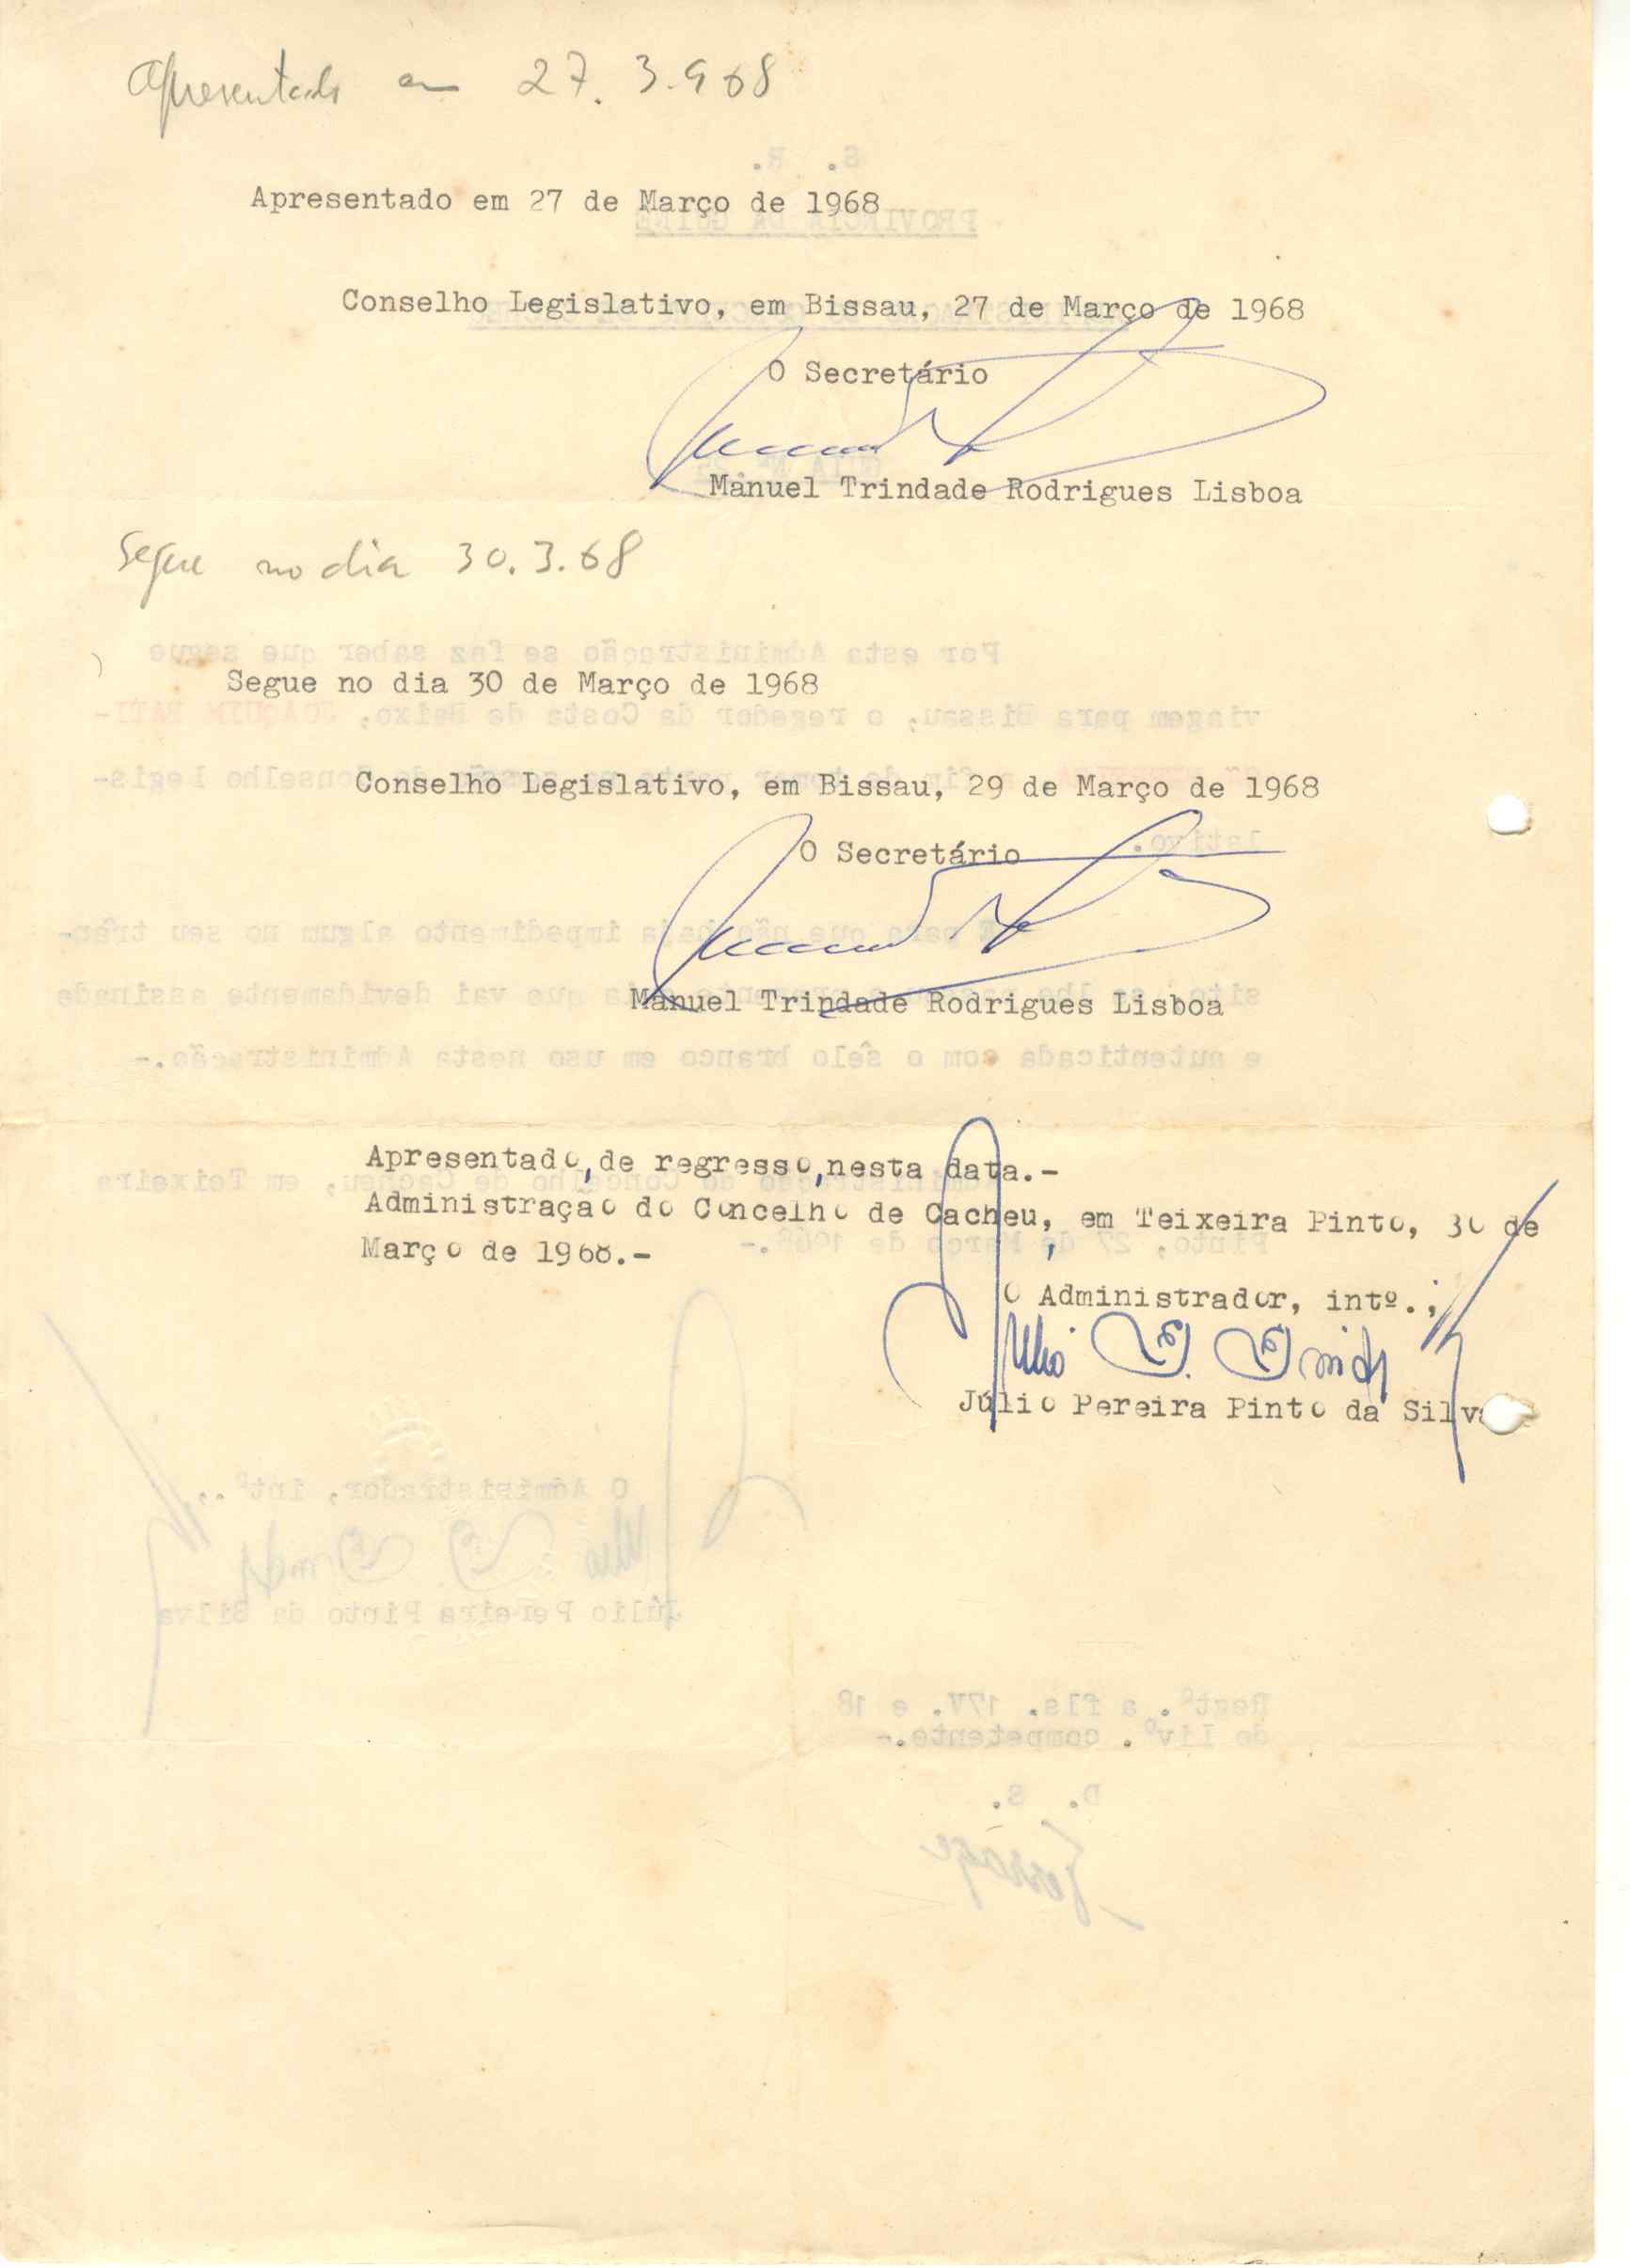 Apresentado em 27.3.968
Apresentado em 27 de Março de 1968
Conselho Legislativo, em Bissau, 27 de Março de 1968
O Secretário
Manuel Trindade Rodrigues Lisboa
Segue no dia 30.3.68
Segue no dia 30 de Março de 1968
Conselho Legislativo, em Bissau, 29 de Março de 1968
O Secretário
Manuel Trindade Rodrigues Lisboa
Apresentado,de regresso,nesta data.-
Administração do Concelho de Cacheu, em Teixeira Pinto, 30 de
Março de 1968.-
O Administrador, intº.,
Júlio Pereira Pinto da Silva